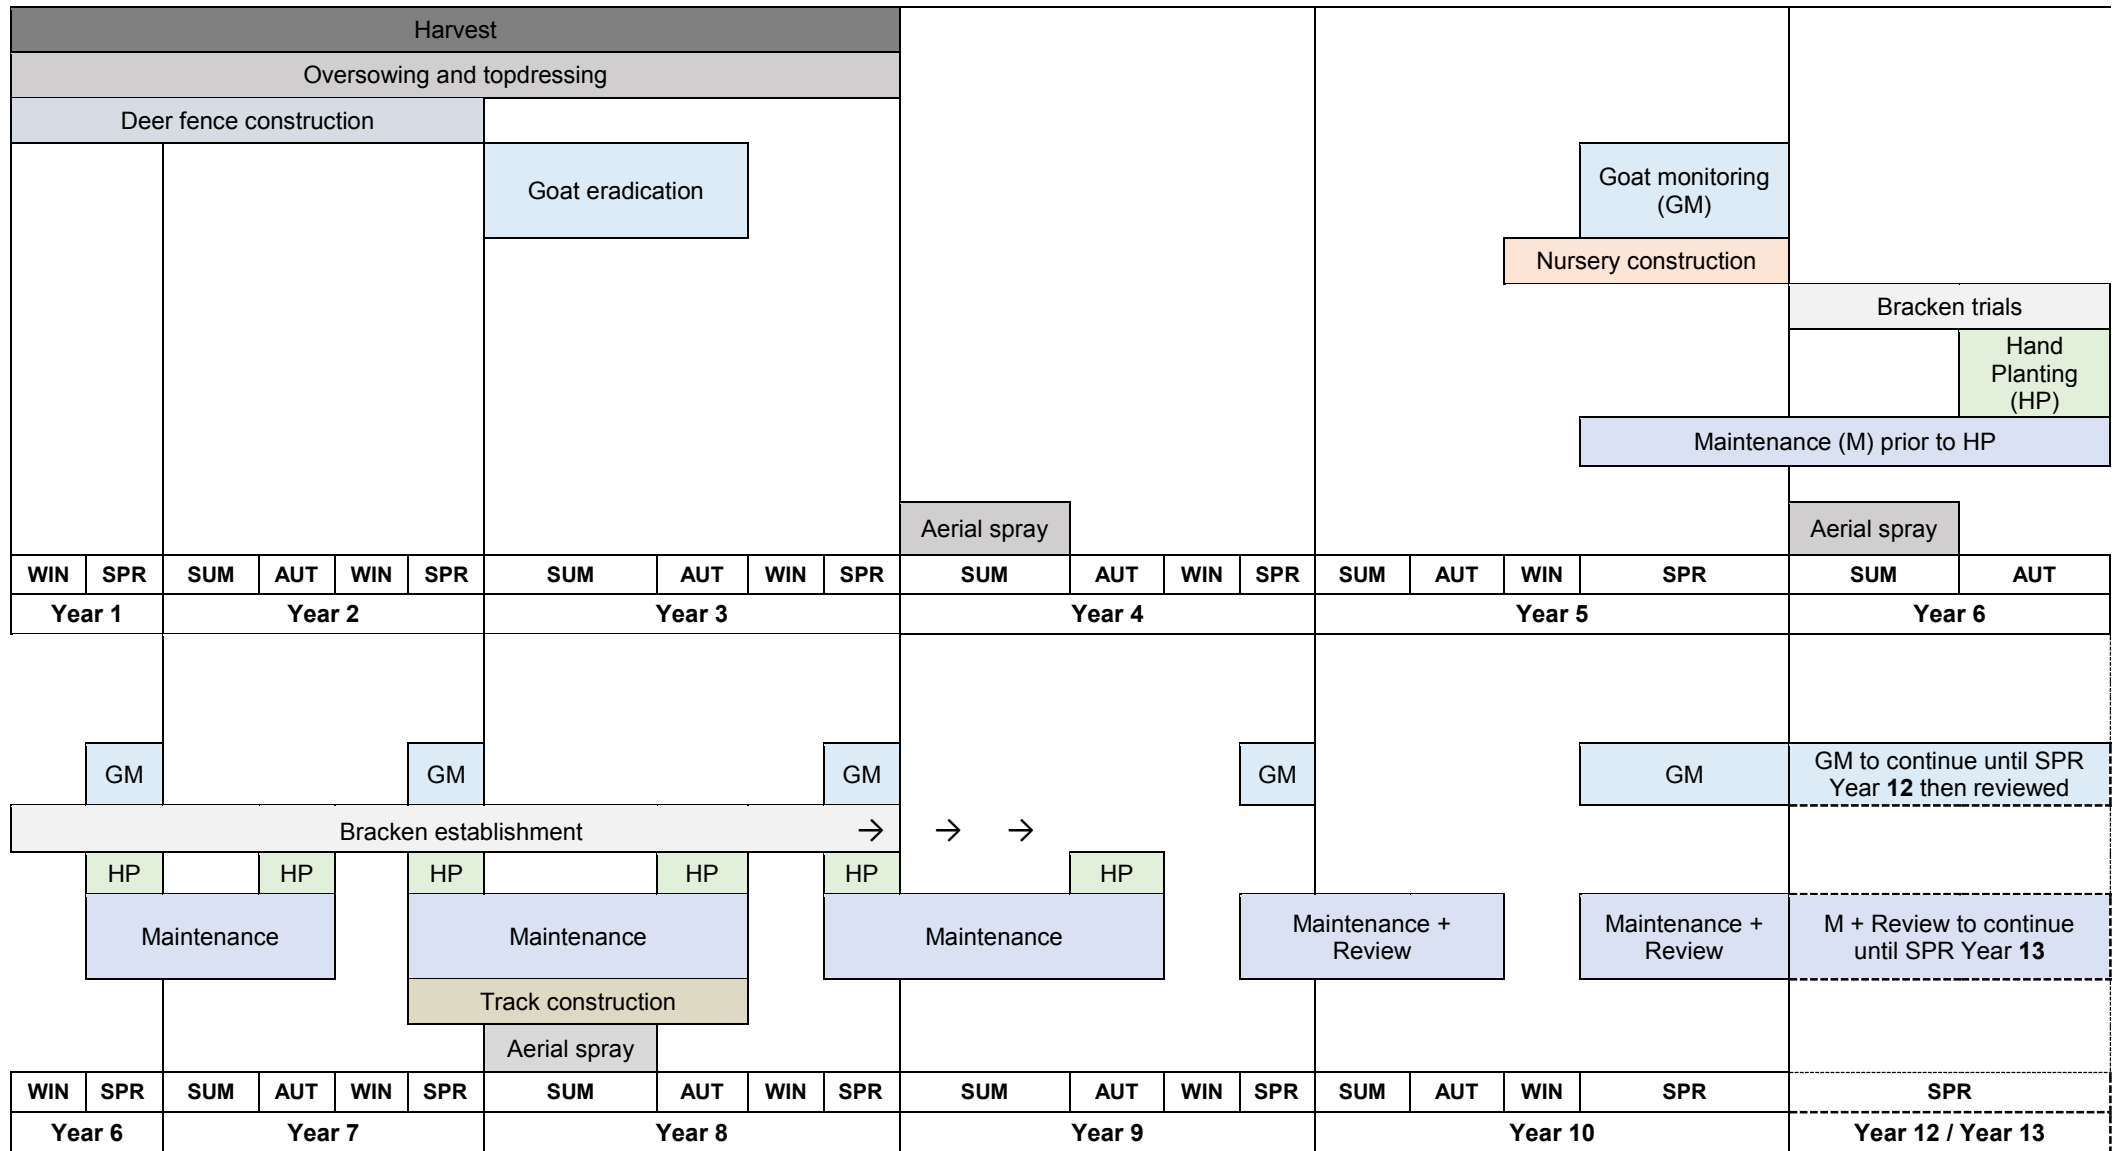 Harvest
Oversowing and topdressing
Deer fence construction
Goat eradication
Goat monitoring
(GM)
Nursery construction
Bracken trials
Hand
Planting
(HP)
Maintenance (M) prior to HP
Aerial spray Aerial spray
WIN SPR SUM AUT WIN SPR SUM AUT WIN SPR SUM AUT WIN SPR SUM AUT WIN SPR SUM AUT
Year 1 Year 2 Year 3 Year 4 Year 5 Year 6
GM GM GM GM GM GM to continue until SPR
Year 12 then reviewed
Bracken establishment → → →
HP HP HP HP HP HP
Maintenance Maintenance Maintenance Maintenance +
Review Maintenance +
Review M + Review to continue
until SPR Year 13
Track construction
Aerial spray
WIN SPR SUM AUT WIN SPR SUM AUT WIN SPR SUM AUT WIN SPR SUM AUT WIN SPR SPR
Year 6 Year 7 Year 8 Year 9 Year 10 Year 12 / Year 13